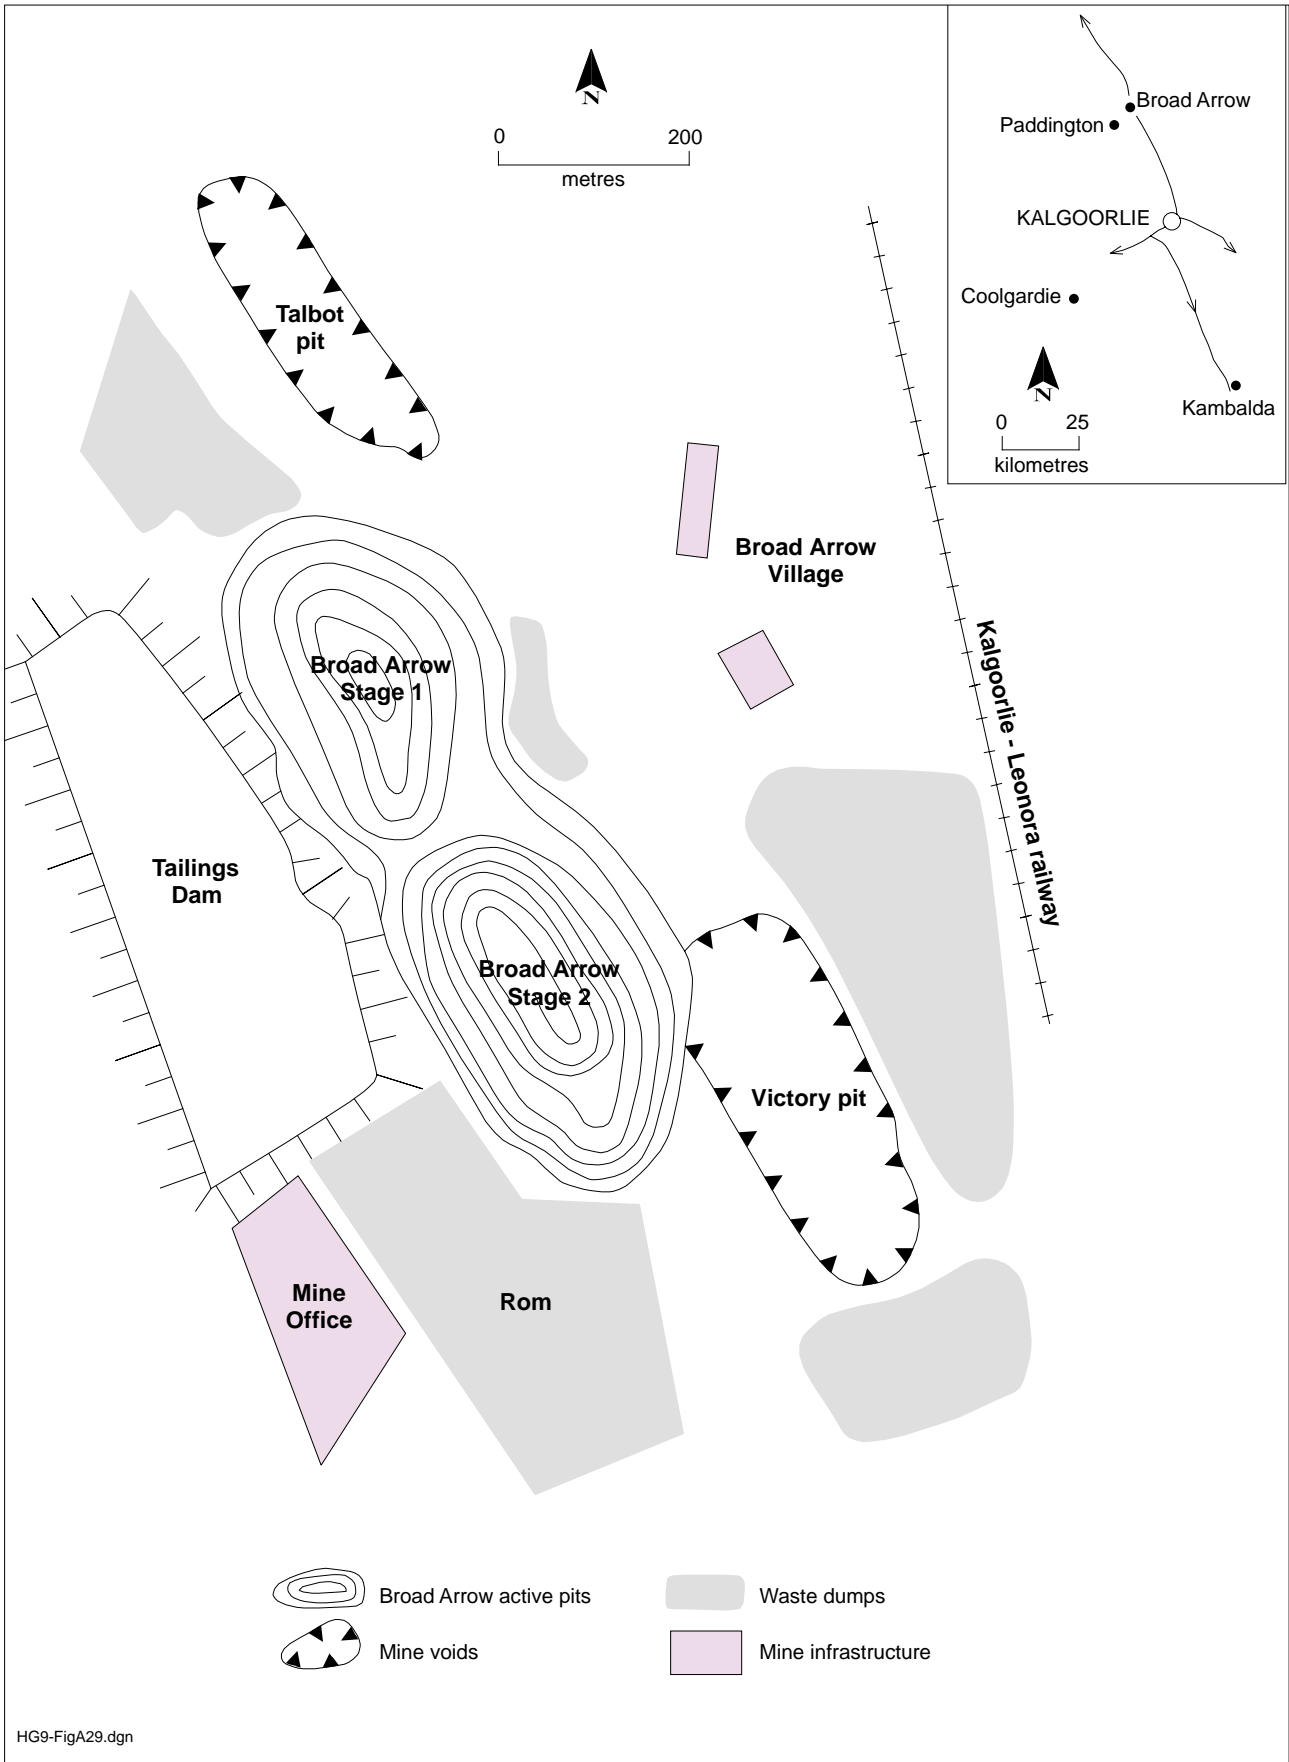 N
0 200
metres
Broad Arrow
Paddington
KALGOORLIE
Coolgardie
N
0 25
kilometres
Kambalda
Talbot
pit
Broad Arrow
Village
Broad Arrow
Stage 1
Kalgoorlie - Leonora railway
Tailings
Dam
Broad Arrow
Stage 2
Victory pit
Mine
Office
Rom
Broad Arrow active pits
Waste dumps
Mine voids
Mine infrastructure
HG9-FigA29.dgn